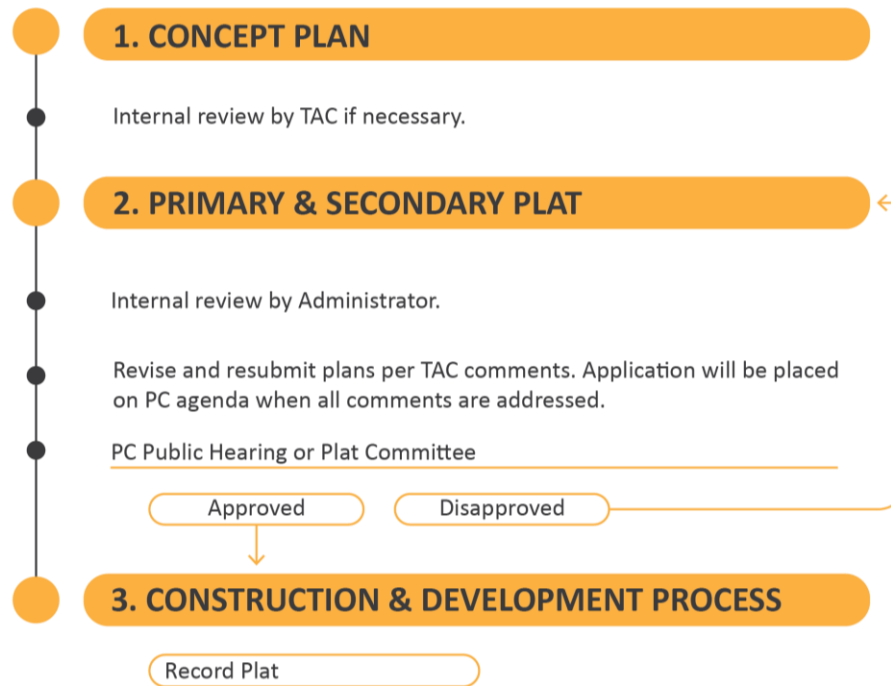 1. CONCEPT PLAN
Internal review by TAC if necessary.
2. PRIMARY & SECONDARY PLAT
Internal review by Administrator.
Revise and resubmit plans per TAC comments. Application will be placed
on PC agenda when all comments are addressed.
PC Public Hearing or Plat Committee
Approved
Disapproved
3. CONSTRUCTION & DEVELOPMENT PROCESS
Record Plat